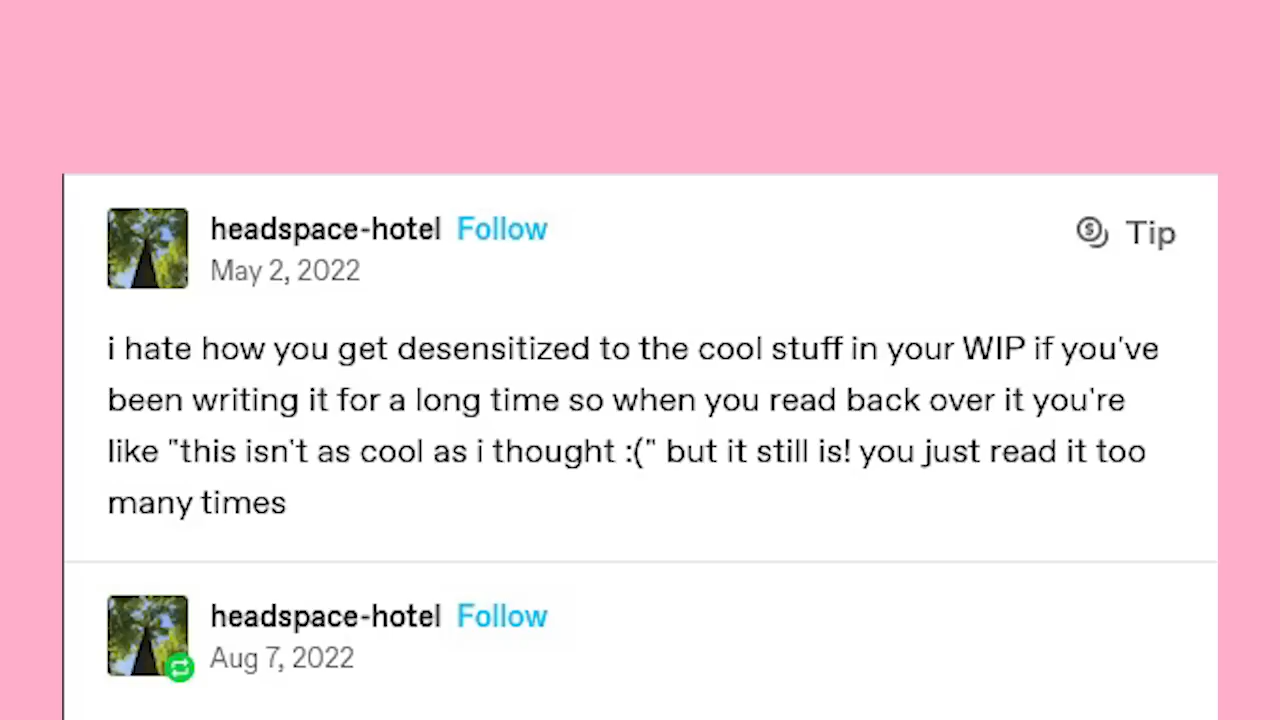 headspace-hotel Follow
Tip
May 2, 2022
i hate how you get desensitized to the cool stuff in your WIP if you've
been writing it for a long time so when you read back over it you're
like "this isn't as cool as i thought :(" but it still is! you just read it too
many times
headspace-hotel Follow
Aug 7, 2022